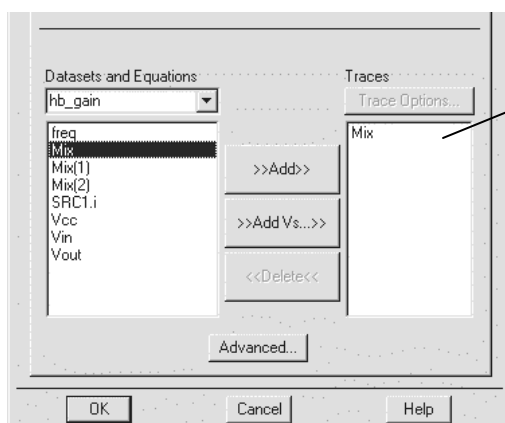 Datasets and Equations
Traces
hb_gain
Trace Options...
freq
Mix
Mix(1)
Mix(2)
SRC1.i
Vcc
Vin
Vout
>>Add>>
>>Add Vs...>>
<<Delete<<
Mix
Advanced...
OK
Cancel
Help